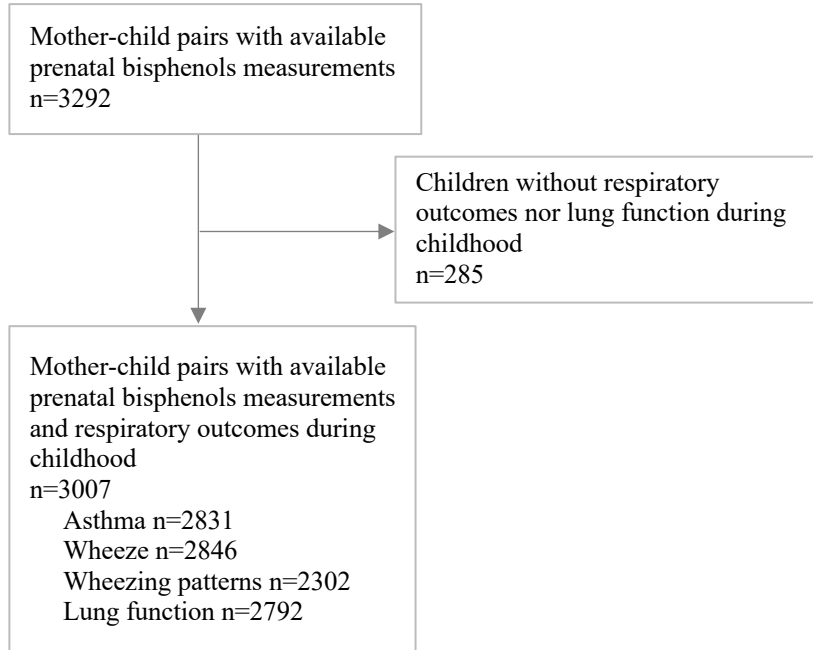 Mother-child pairs with available
prenatal bisphenols measurements
n=3292
Children without respiratory
outcomes nor lung function during
childhood
n=285
Mother-child pairs with available
prenatal bisphenols measurements
and respiratory outcomes during
childhood
n=3007
Asthma n=2831
Wheeze n=2846
Wheezing patterns n=2302
Lung function n=2792